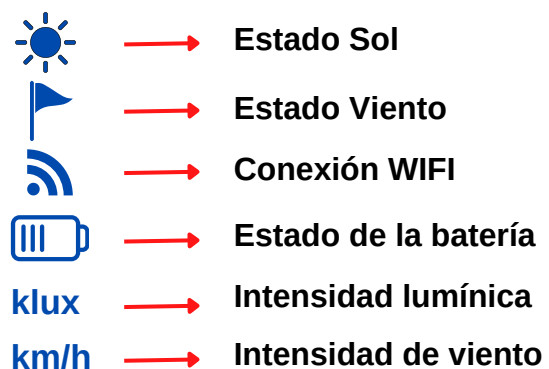 Estado Sol
Estado Viento
Conexión WIFI
Estado de la batería
klux Intensidad lumínica
km/h Intensidad de viento